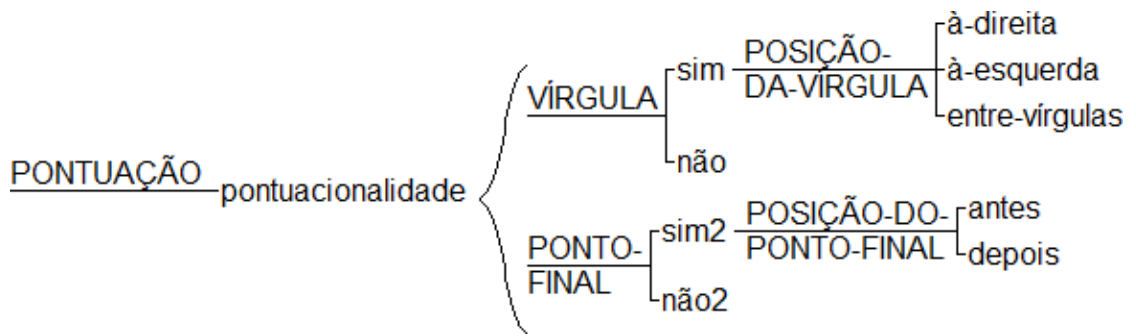 PONTUAÇÃO
pontuacionalidade
VÍRGULA
sim
POSIÇÃO-
DA-VÍRGULA
à-direita
à-esquerda
entre-vírgulas
não
PONTO-
FINAL
sim2
POSIÇÃO-DO-
PONTO-FINAL
antes
depois
não2